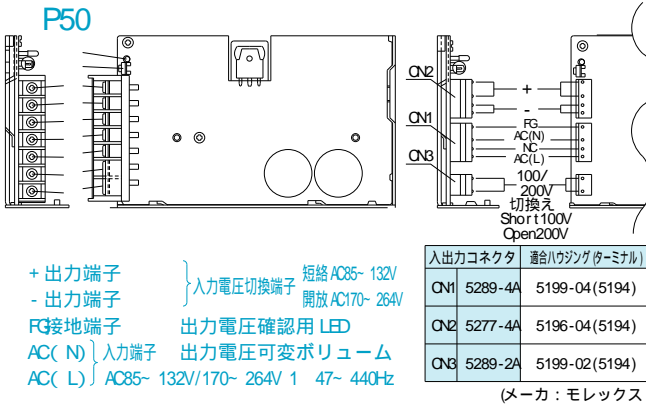 P50
CN2
CN1
CN3
+
-
FG
AC(N)
NC
AC(L)
100/
200V
切換え
Short100V
Open200V
+ 出力端子
- 出力端子
入力電圧切換端子
短絡 AC85~ 132V
開放 AC170~ 264V
FG接地端子
出力電圧確認用 LED
AC( N)
入力端子
出力電圧可変ボリューム
AC( L)
AC85~ 132V/170~ 264V 1 47~ 440Hz
入出力コネクタ 適合ハウジング(ターミナル)
CN1 5289-4A 5199-04(5194)
CN2 5277-4A 5196-04(5194)
CN3 5289-2A 5199-02(5194)
(メーカ:モレックス